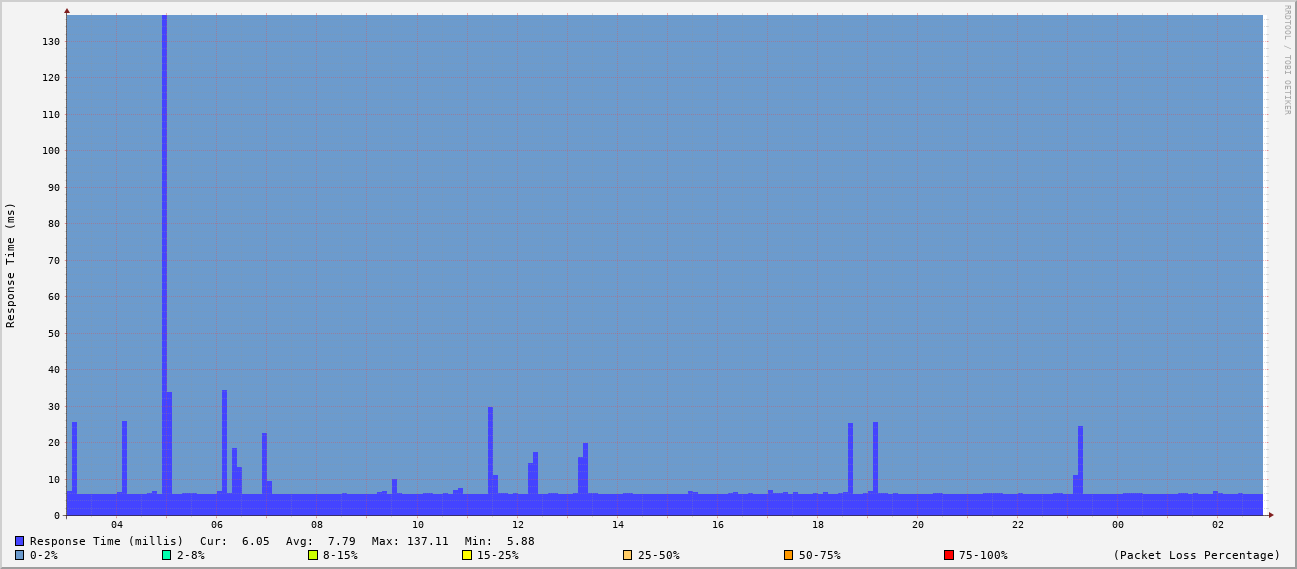 RRDTOOL / TOBI OETIKER
Response Time (ms)
130
120
110
100
90
80
70
60
50
40
30
20
10
0
04 06 08 10 12 14 16 18 20 22 00 02
Response Time (millis) Cur: 6.05 Avg: 7.79 Max: 137.11 Min: 5.88
0-2% 2-8% 8-15% 15-25% 25-50% 50-75% 75-100% (Packet Loss Percentage)